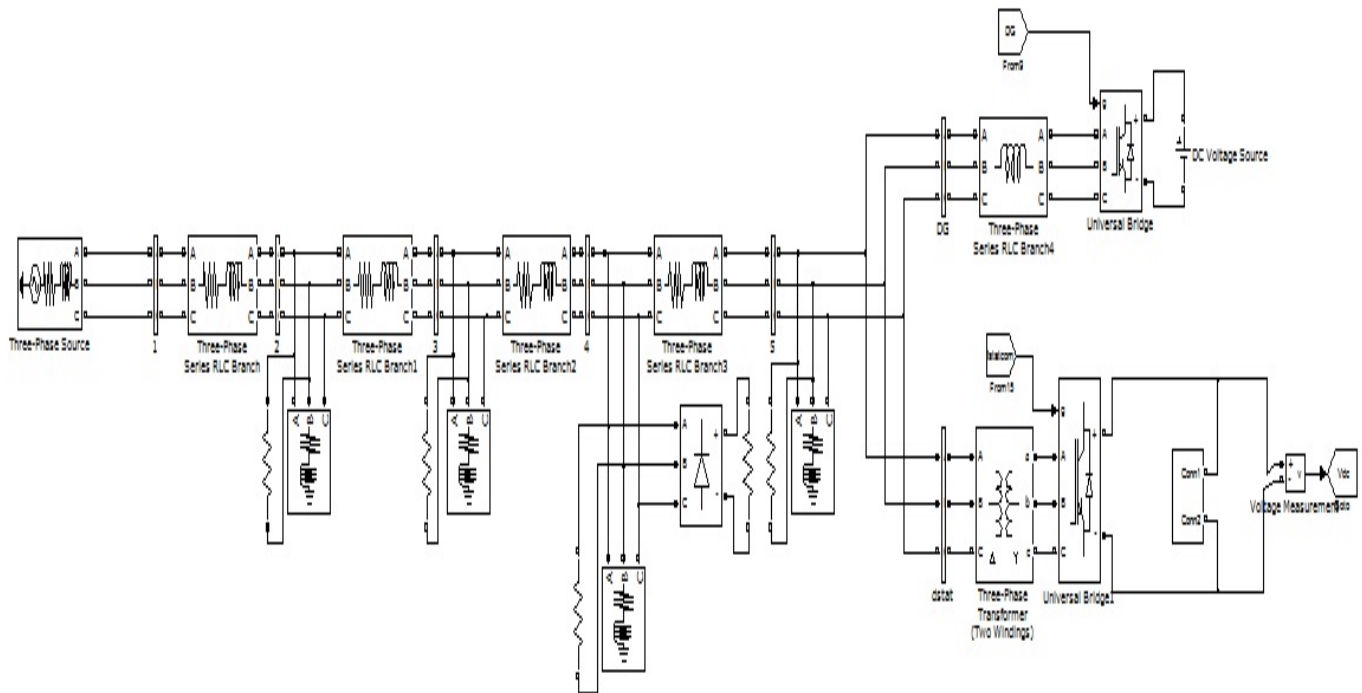 DG
From9
A
B
C
A
B
C
g
A
B
C
+
-
DC Voltage Source
Universal Bridge
DG
Three-Phase
Series RLC Branch4
A
B
C
A
B
C
A
B
C
A
B
C
A
B
C
A
B
C
A
B
C
A
B
C
A
B
C
Three-Phase Source
1
Three-Phase
Series RLC Branch
2
Three-Phase
Series RLC Branch1
3
Three-Phase
Series RLC Branch2
4
Three-Phase
Series RLC Branch3
5
From15
A B C
A B C
A
B
C
+
-
A B C
A B C
g
A
B
C
a
b
c
A
B
C
+
-
Δ Y
Conn1
Conn2
+
-
v
Vdc
Voltage Measurement
dstat
Three-Phase
Transformer
(Two Windings)
Universal Bridge1